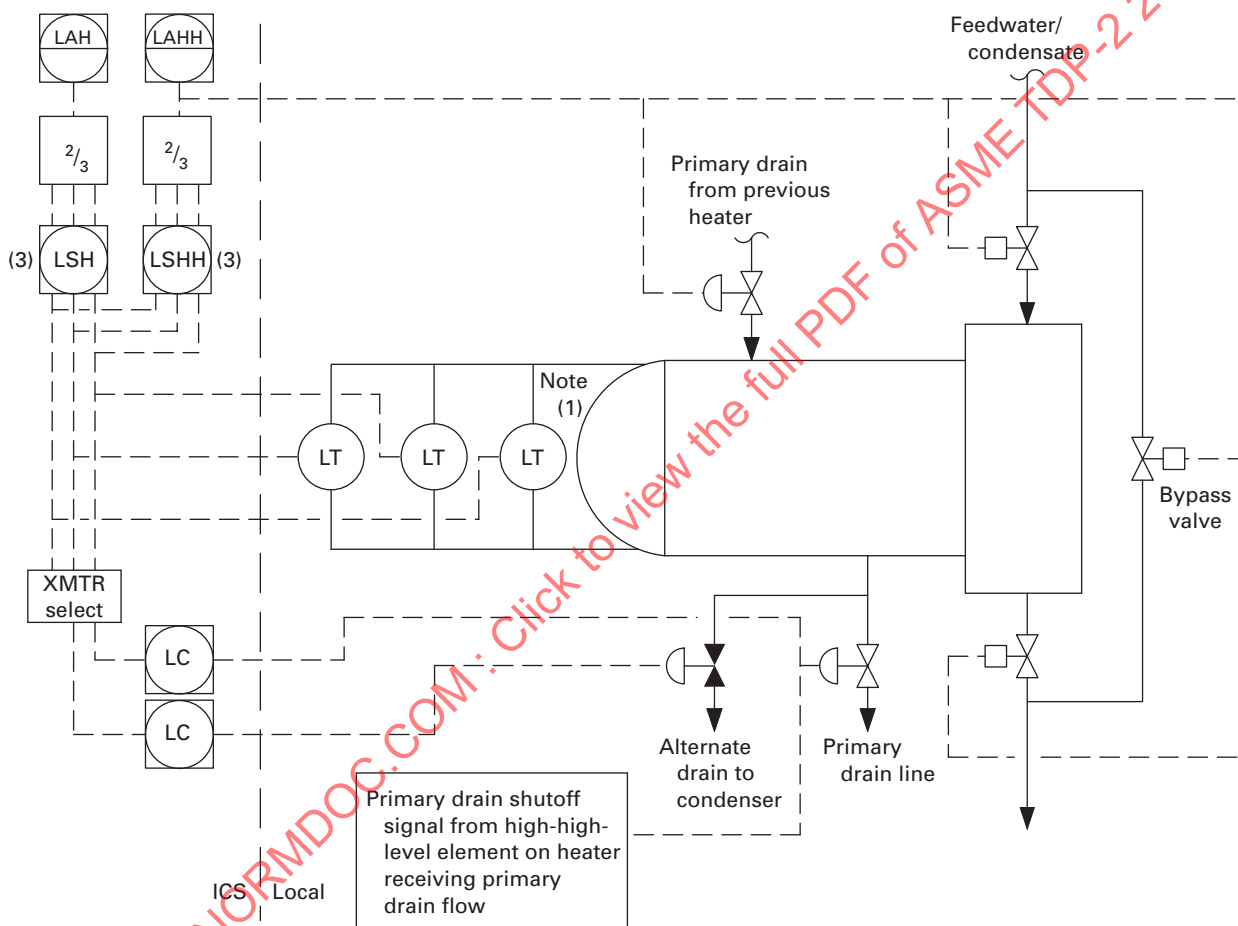 LAH
LAHH
Feedwater/
condensate
2/3
2/3
Primary drain
from previous
heater
(3)
LSH
LSHH
(3)
Note
(1)
LT
LT
LT
Bypass
valve
XMTR
select
LC
LC
Alternate
drain to
condenser
Primary
drain line
Primary drain shutoff
signal from high-high-
level element on heater
receiving primary
drain flow
ICS
Local
NORMDOC.COM : Click to view the full PDF of ASME TDP-2 2